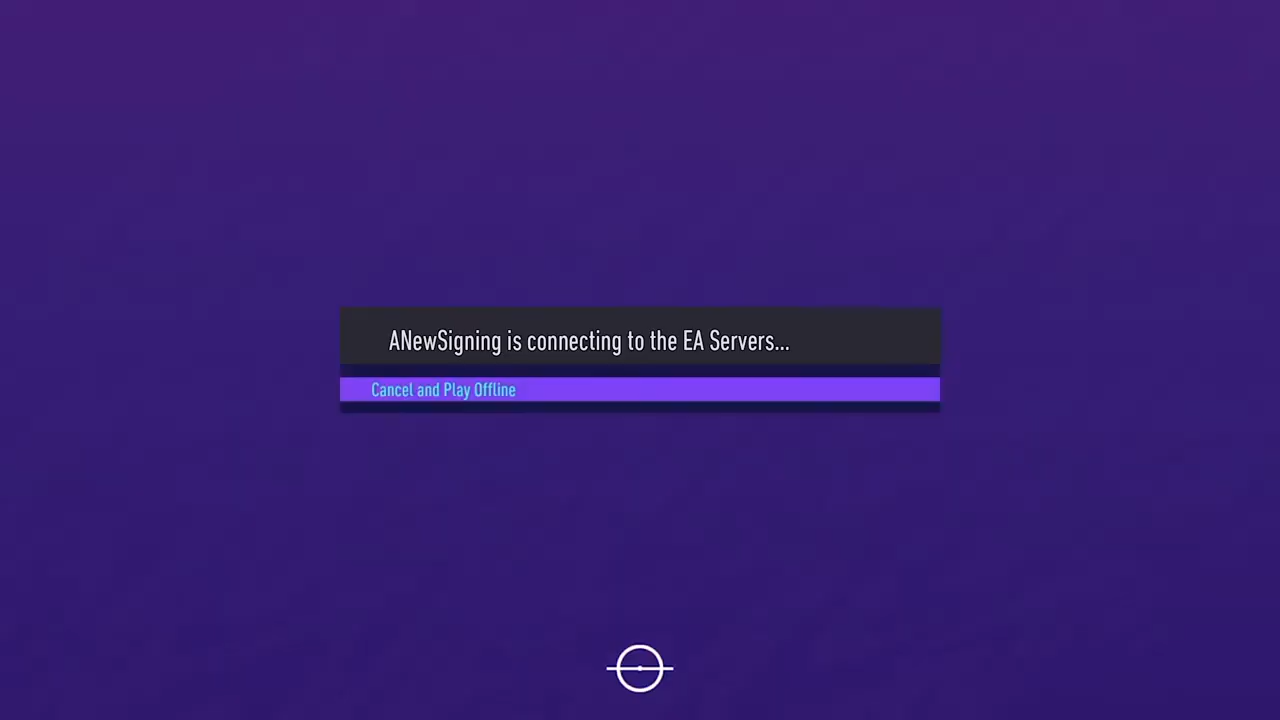 ANewSigning is connecting to the EA Servers...
Cancel and Play Offline